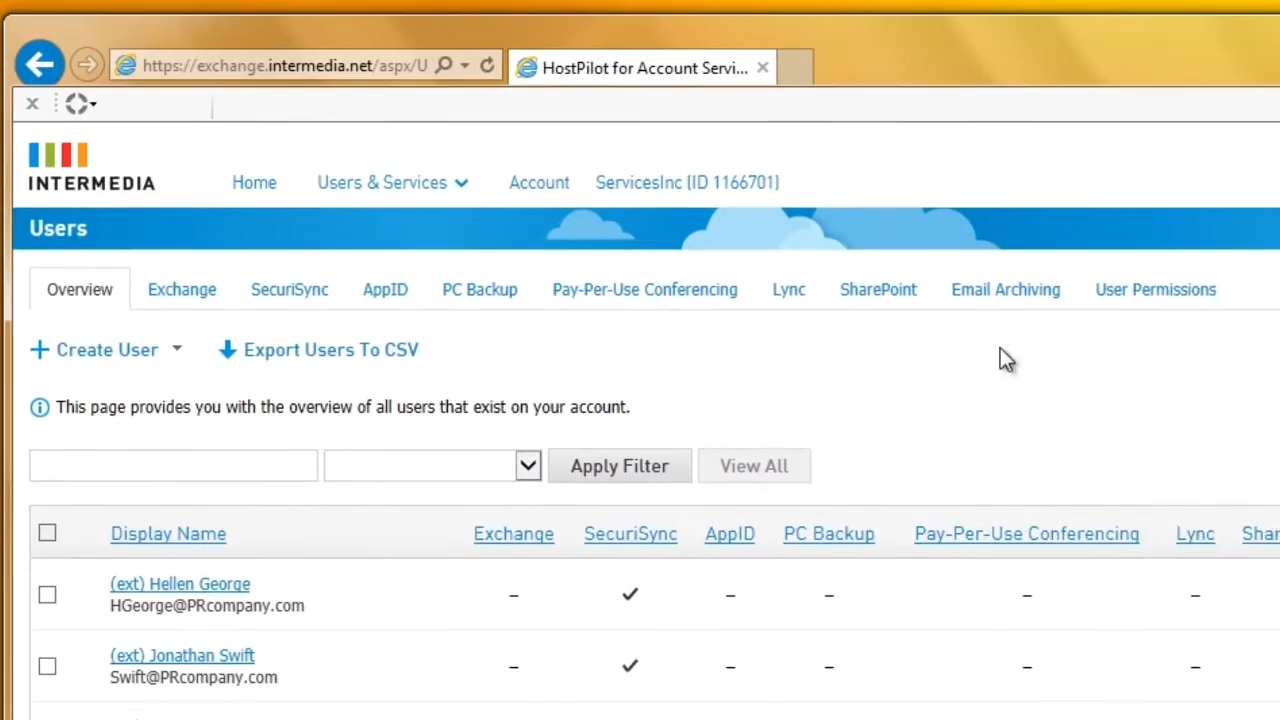 https://exchange.intermedia.net/aspx/U
HostPilot for Account Servi...
INTERMEDIA
Home Users & Services Account ServicesInc (ID 1166701)
Users
Overview Exchange SecuriSync AppID PC Backup Pay-Per-Use Conferencing Lync SharePoint Email Archiving User Permissions
Create User Export Users To CSV
This page provides you with the overview of all users that exist on your account.
Apply Filter View All
Display Name Exchange SecuriSync AppID PC Backup Pay-Per-Use Conferencing Lync Shar
(ext) Hellen George
HGeorge@PRcompany.com
(ext) Jonathan Swift
Swift@PRcompany.com